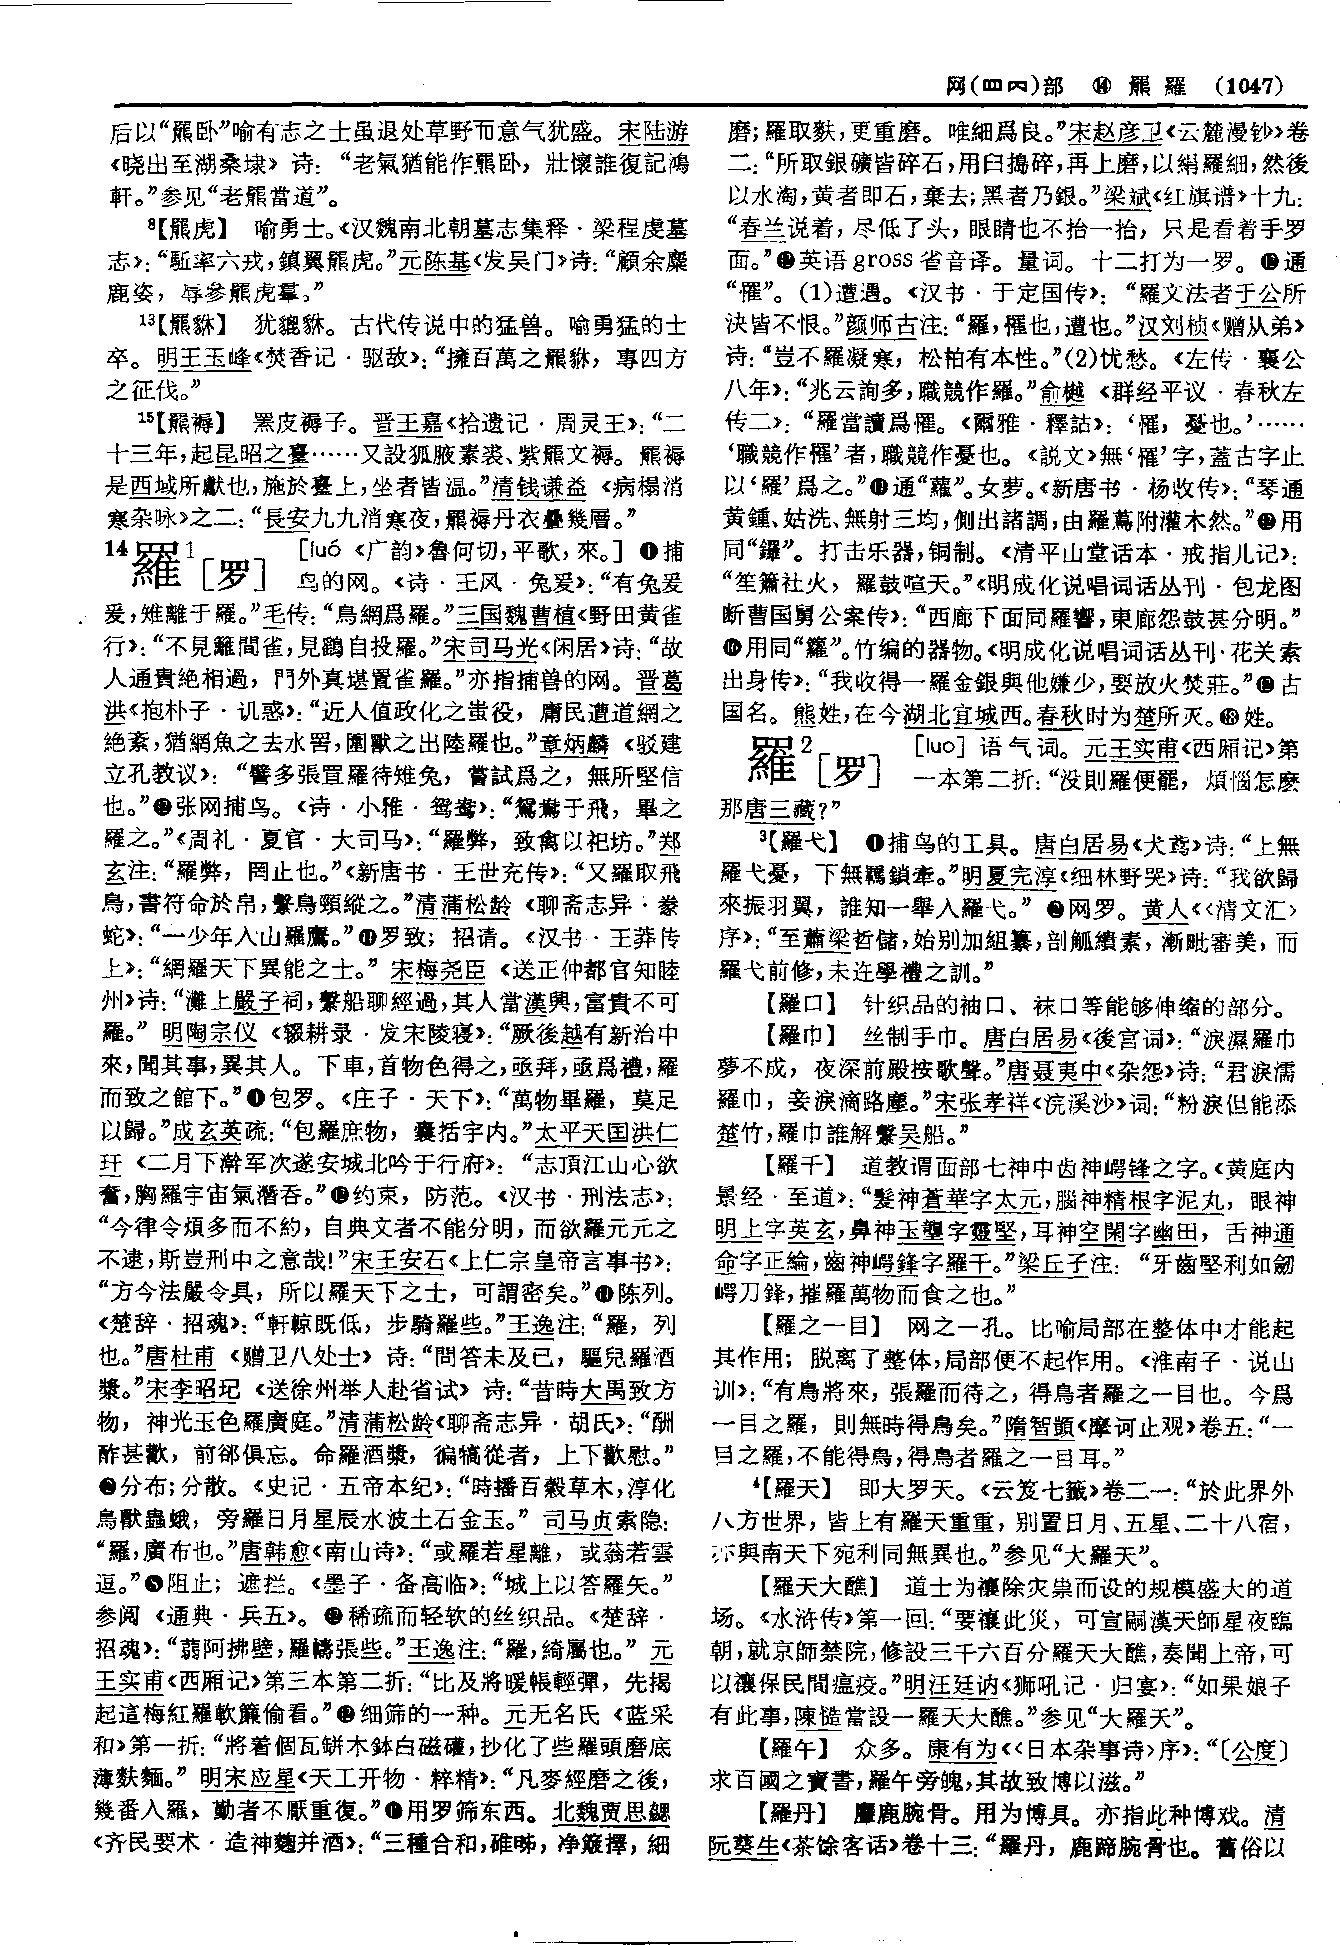 网(罒⺳)部 ⑭ 羆 羅 (1047)
后以“羆卧”喻有志之士虽退处草野而意气犹盛。宋陆游
《晓出至湖桑埭》诗：“老氣猶能作羆卧，壯懷誰復記鴻
軒。”参见“老羆當道”。
8【羆虎】 喻勇士。《汉魏南北朝墓志集释·梁程虔墓
志》：“駈率六戎，鎮翼羆虎。”元陈基《发吴门》诗：“顧余麋
鹿姿，辱參羆虎羣。”
13【羆貅】 犹貔貅。古代传说中的猛兽。喻勇猛的士
卒。明王玉峰《焚香记·驱敌》：“擁百萬之羆貅，專四方
之征伐。”
15【羆褥】 罴皮褥子。晋王嘉《拾遗记·周灵王》：“二
十三年，起昆昭之臺……又設狐腋素裘、紫羆文褥。羆褥
是西域所獻也，施於臺上，坐者皆温。”清钱谦益《病榻消
寒杂咏》之二：“長安九九消寒夜，羆褥丹衣疊幾層。”
14 羅1[罗] [luó 《广韵》魯何切，平歌，來。] ❶捕
鸟的网。《诗·王风·兔爰》：“有兔爰
爰，雉離于羅。”毛传：“鳥網爲羅。”三国魏曹植《野田黄雀
行》：“不見籬間雀，見鷂自投羅。”宋司马光《闲居》诗：“故
人通貴絶相過，門外真堪置雀羅。”亦指捕兽的网。晋葛
洪《抱朴子·讥惑》：“近人值政化之蚩役，庸民遭道網之
絶紊，猶網魚之去水罟，圍獸之出陸羅也。”章炳麟《驳建
立孔教议》：“譬多張罝羅待雉兔，嘗試爲之，無所堅信
也。”❷张网捕鸟。《诗·小雅·鸳鸯》：“鴛鴦于飛，畢之
羅之。”《周礼·夏官·大司马》：“羅弊，致禽以祀祊。”郑
玄注：“羅弊，罔止也。”《新唐书·王世充传》：“又羅取飛
鳥，書符命於帛，繫鳥頸縱之。”清蒲松龄《聊斋志异·豢
蛇》：“一少年入山羅鷹。”❸罗致；招请。《汉书·王莽传
上》：“網羅天下異能之士。”宋梅尧臣《送正仲都官知睦
州》诗：“灘上嚴子祠，繫船聊經過，其人當漢興，富貴不可
羅。”明陶宗仪《辍耕录·发宋陵寝》：“厥後越有新治中
來，聞其事，異其人。下車，首物色得之，亟拜，亟爲禮，羅
而致之館下。”❹包罗。《庄子·天下》：“萬物畢羅，莫足
以歸。”成玄英疏：“包羅庶物，囊括宇内。”太平天国洪仁
玕《二月下澣军次遂安城北吟于行府》：“志頂江山心欲
奮，胸羅宇宙氣潛吞。”❺约束，防范。《汉书·刑法志》：
“今律令煩多而不約，自典文者不能分明，而欲羅元元之
不逮，斯豈刑中之意哉！”宋王安石《上仁宗皇帝言事书》：
“方今法嚴令具，所以羅天下之士，可謂密矣。”❻陈列。
《楚辞·招魂》：“軒輬既低，步騎羅些。”王逸注：“羅，列
也。”唐杜甫《赠卫八处士》诗：“問答未及已，驅兒羅酒
漿。”宋李昭玘《送徐州举人赴省试》诗：“昔時大禹致方
物，神光玉色羅廣庭。”清蒲松龄《聊斋志异·胡氏》：“酬
酢甚歡，前郤俱忘。命羅酒漿，徧犒從者，上下歡慰。”
❼分布；分散。《史记·五帝本纪》：“時播百穀草木，淳化
鳥獸蟲蛾，旁羅日月星辰水波土石金玉。”司马贞索隐：
“羅，廣布也。”唐韩愈《南山诗》：“或羅若星離，或蓊若雲
逗。”❽阻止；遮拦。《墨子·备高临》：“城上以答羅矢。”
参阅《通典·兵五》。❾稀疏而轻软的丝织品。《楚辞·
招魂》：“蒻阿拂壁，羅幬張些。”王逸注：“羅，綺屬也。”元
王实甫《西厢记》第三本第二折：“比及將暖帳輕彈，先揭
起這梅紅羅軟簾偷看。”❿细筛的一种。元无名氏《蓝采
和》第一折：“將着個瓦缾木鉢白磁礶，抄化了些羅頭磨底
薄麩麵。”明宋应星《天工开物·粹精》：“凡麥經磨之後，
幾番入羅，勤者不厭重復。”⓫用罗筛东西。北魏贾思勰
《齐民要术·造神麴并酒》：“三種合和，碓𠳿，净簸擇，細
磨；羅取麩，更重磨。唯細爲良。”宋赵彦卫《云麓漫钞》卷
二：“所取銀礦皆碎石，用臼搗碎，再上磨，以絹羅細，然後
以水淘，黄者即石，棄去；黑者乃銀。”梁斌《红旗谱》十九：
“春兰说着，尽低了头，眼睛也不抬一抬，只是看着手罗
面。”⓬英语gross省音译。量词。十二打为一罗。⓭通
“罹”。(1)遭遇。《汉书·于定国传》：“羅文法者于公所
決皆不恨。”颜师古注：“羅，罹也，遭也。”汉刘桢《赠从弟》
诗：“豈不羅凝寒，松柏有本性。”(2)忧愁。《左传·襄公
八年》：“兆云詢多，職競作羅。”俞樾《群经平议·春秋左
传二》：“羅當讀爲罹。《爾雅·釋詁》：‘罹，憂也。’……
‘職競作罹’者，職競作憂也。《説文》無‘罹’字，蓋古字止
以‘羅’爲之。”⓮通“蘿”。女萝。《新唐书·杨收传》：“琴通
黄鍾、姑洗、無射三均，側出諸調，由羅蔦附灌木然。”⓯用
同“鑼”。打击乐器，铜制。《清平山堂话本·戒指儿记》：
“笙簫社火，羅鼓喧天。”《明成化说唱词话丛刊·包龙图
断曹国舅公案传》：“西廊下面同羅響，東廊怨鼓甚分明。”
⓰用同“籮”。竹编的器物。《明成化说唱词话丛刊·花关索
出身传》：“我收得一羅金銀與他嫌少，要放火焚莊。”⓱古
国名。熊姓，在今湖北宜城西。春秋时为楚所灭。⓲姓。
羅2[罗] [luo] 语气词。元王实甫《西厢记》第
一本第二折：“没則羅便罷，煩惱怎麽
那唐三藏？”
3【羅弋】 ❶捕鸟的工具。唐白居易《犬鸢》诗：“上無
羅弋憂，下無羈鎖牽。”明夏完淳《细林野哭》诗：“我欲歸
來振羽翼，誰知一舉入羅弋。”❷网罗。黄人《〈清文汇〉
序》：“至蕭梁哲儲，始别加組纂，剖觚續素，漸毗審美，而
羅弋前修，未迕學禮之訓。”
【羅口】 针织品的袖口、袜口等能够伸缩的部分。
【羅巾】 丝制手巾。唐白居易《後宫词》：“淚濕羅巾
夢不成，夜深前殿按歌聲。”唐聂夷中《杂怨》诗：“君淚濡
羅巾，妾淚滴路塵。”宋张孝祥《浣溪沙》词：“粉淚但能添
楚竹，羅巾誰解繫吴船。”
【羅千】 道教谓面部七神中齿神崿锋之字。《黄庭内
景经·至道》：“髮神蒼華字太元，腦神精根字泥丸，眼神
明上字英玄，鼻神玉壟字靈堅，耳神空閑字幽田，舌神通
命字正綸，齒神崿鋒字羅千。”梁丘子注：“牙齒堅利如劒
崿刀鋒，摧羅萬物而食之也。”
【羅之一目】 网之一孔。比喻局部在整体中才能起
其作用；脱离了整体，局部便不起作用。《淮南子·说山
训》：“有鳥將來，張羅而待之，得鳥者羅之一目也。今爲
一目之羅，則無時得鳥矣。”隋智顗《摩诃止观》卷五：“一
目之羅，不能得鳥，得鳥者羅之一目耳。”
4【羅天】 即大罗天。《云笈七籤》卷二一：“於此界外
八方世界，皆上有羅天重重，别置日月、五星、二十八宿，
亦與南天下宛利同無異也。”参见“大羅天”。
【羅天大醮】 道士为禳除灾祟而设的规模盛大的道
场。《水浒传》第一回：“要禳此災，可宣嗣漢天師星夜臨
朝，就京師禁院，修設三千六百分羅天大醮，奏聞上帝，可
以禳保民間瘟疫。”明汪廷讷《狮吼记·归宴》：“如果娘子
有此事，陳慥當設一羅天大醮。”参见“大羅天”。
【羅午】 众多。康有为《〈日本杂事诗〉序》：“〔公度〕
求百國之寶書，羅午旁魄，其故致博以滋。”
【羅丹】 麞鹿腕骨。用为博具。亦指此种博戏。清
阮葵生《茶馀客话》卷十三：“羅丹，鹿蹄腕骨也。舊俗以